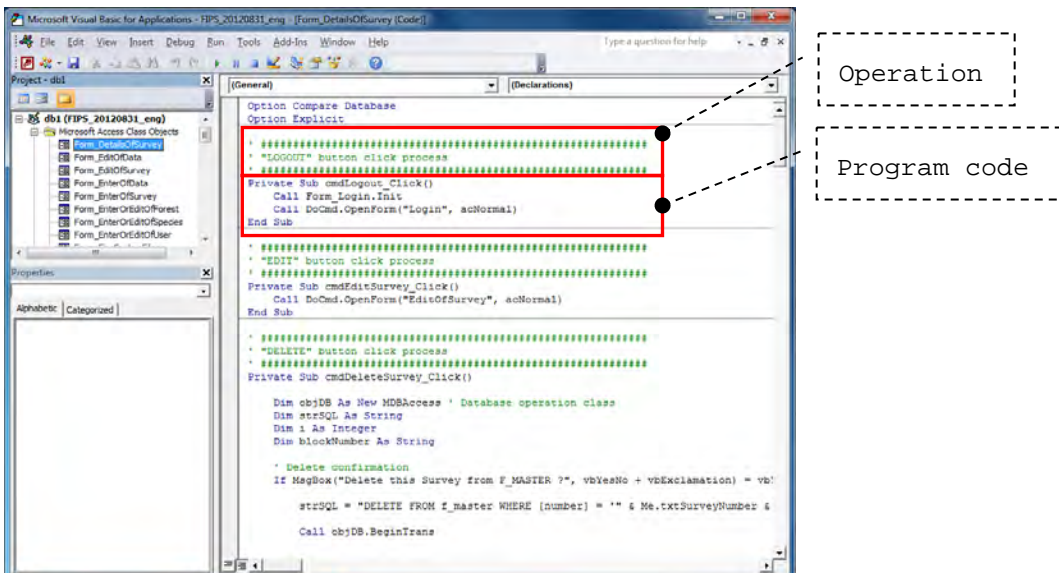 Microsoft Visual Basic for Applications - FIPS_20120831_eng - [Form_DetailsOfSurvey (Code)]
File Edit View Insert Debug Run Tools Add-Ins Window Help
Type a question for help
Project - db1
db1 (FIPS_20120831_eng)
Microsoft Access Class Objects
Form_DetailsOfSurvey
Form_EditOfData
Form_EditOfSurvey
Form_EnterOfData
Form_EnterOfSurvey
Form_EnterOrEditOfForest
Form_EnterOrEditOfSpecies
Form_EnterOrEditOfUser
Properties
Alphabetic Categorized
(General) (Declarations)
Option Compare Database
Option Explicit
' ############################################################
' "LOGOUT" button click process
' ############################################################
Private Sub cmdLogout_Click()
Call Form_Login.Init
Call DoCmd.OpenForm("Login", acNormal)
End Sub
' ############################################################
' "EDIT" button click process
' ############################################################
Private Sub cmdEditSurvey_Click()
Call DoCmd.OpenForm("EditOfSurvey", acNormal)
End Sub
' ############################################################
' "DELETE" button click process
' ############################################################
Private Sub cmdDeleteSurvey_Click()
Dim objDB As New MDBAccess ' Database operation class
Dim strSQL As String
Dim i As Integer
Dim blockNumber As String
' Delete confirmation
If MsgBox("Delete this Survey from F_MASTER ?", vbYesNo + vbExclamation) = vbY
strSQL = "DELETE FROM f_master WHERE [number] = '" & Me.txtSurveyNumber &
Call objDB.BeginTrans
Operation
Program code